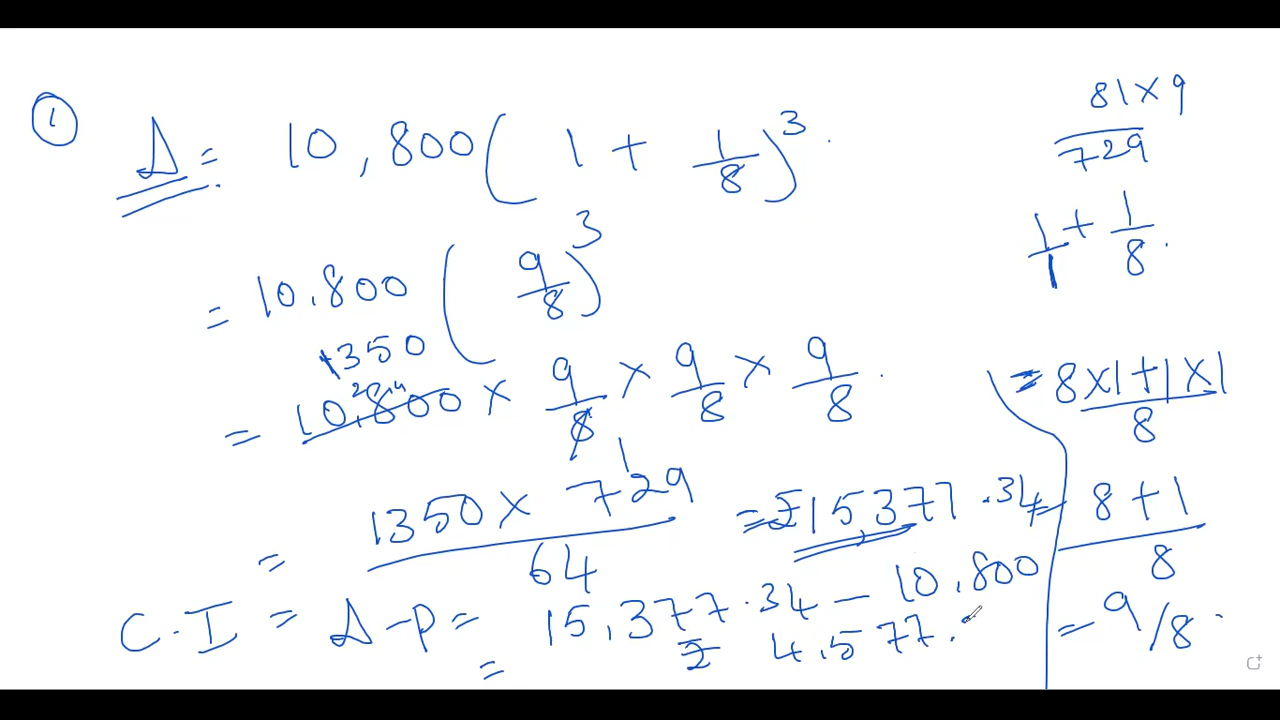 ① A = 10,800 ( 1 + 1/8 )³
= 10,800 ( 9/8 )³
1350
= 10,800 × 9/8 × 9/8 × 9/8
1
= 1350 × 729 / 64 = ₹15,377.34
C.I = A - P = 15,377.34 - 10,800
= ₹ 4,577.
81 × 9
729
1/1 + 1/8
= 8×1+1×1 / 8
= 8 + 1 / 8
= 9/8